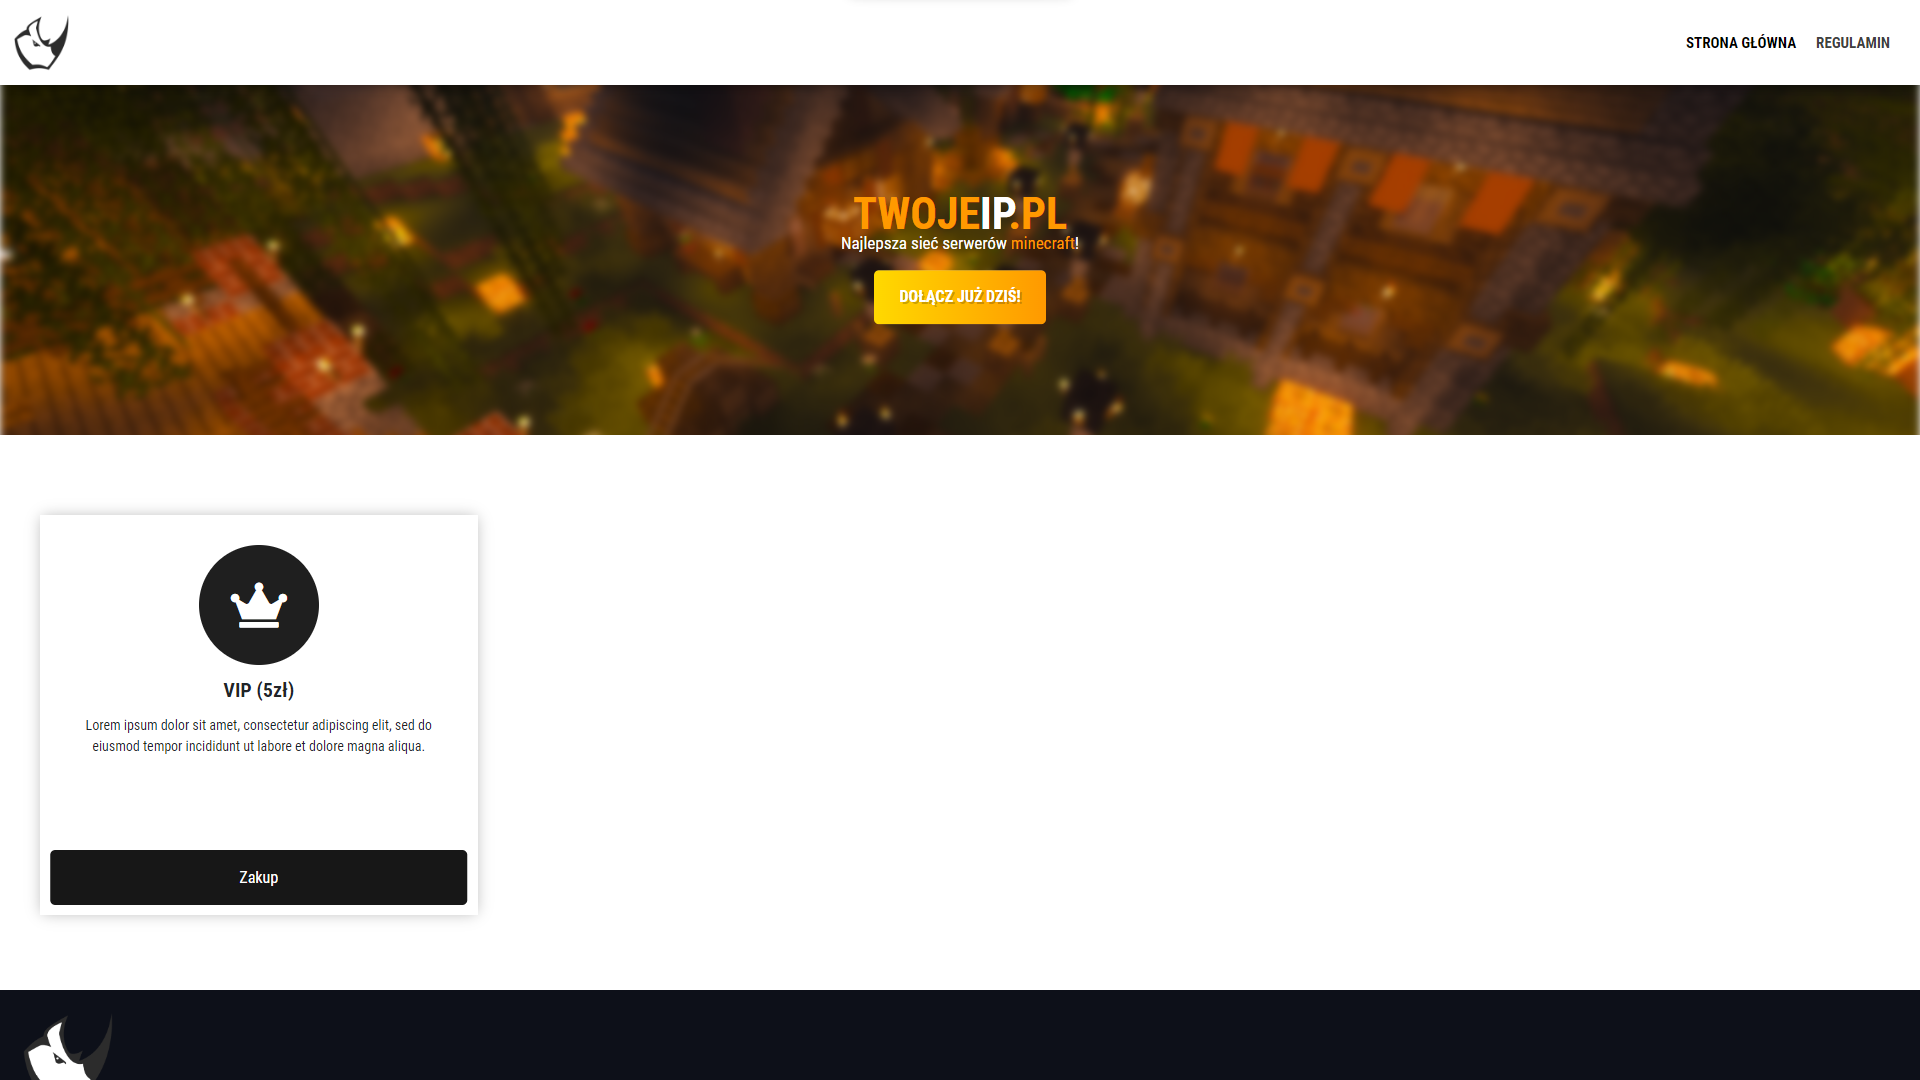 STRONA GŁÓWNA REGULAMIN
TWOJEIP.PL
Najlepsza sieć serwerów minecraft!
DOŁĄCZ JUŻ DZIŚ!
VIP (5zł)
Lorem ipsum dolor sit amet, consectetur adipiscing elit, sed do
eiusmod tempor incididunt ut labore et dolore magna aliqua.
Zakup